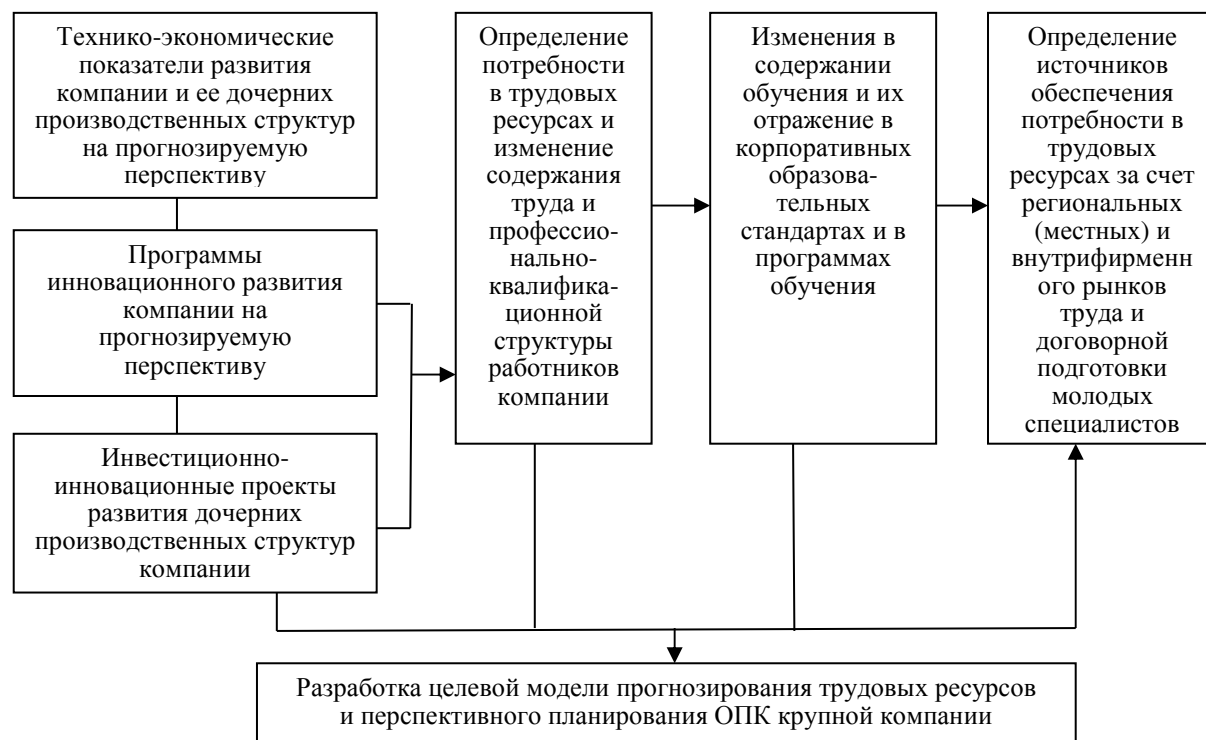 Технико-экономические
показатели развития
компании и ее дочерних
производственных структур
на прогнозируемую
перспективу
Программы
инновационного развития
компании на
прогнозируемую
перспективу
Инвестиционно-
инновационные проекты
развития дочерних
производственных структур
компании
Определение
потребности
в трудовых
ресурсах и
изменение
содержания
труда и
профессио-
нально-
квалифика-
ционной
структуры
работников
компании
Изменения в
содержании
обучения и их
отражение в
корпоративных
образова-
тельных
стандартах и в
программах
обучения
Определение
источников
обеспечения
потребности в
трудовых
ресурсах за счет
региональных
(местных) и
внутрифирменн
ого рынков
труда и
договорной
подготовки
молодых
специалистов
Разработка целевой модели прогнозирования трудовых ресурсов
и перспективного планирования ОПК крупной компании